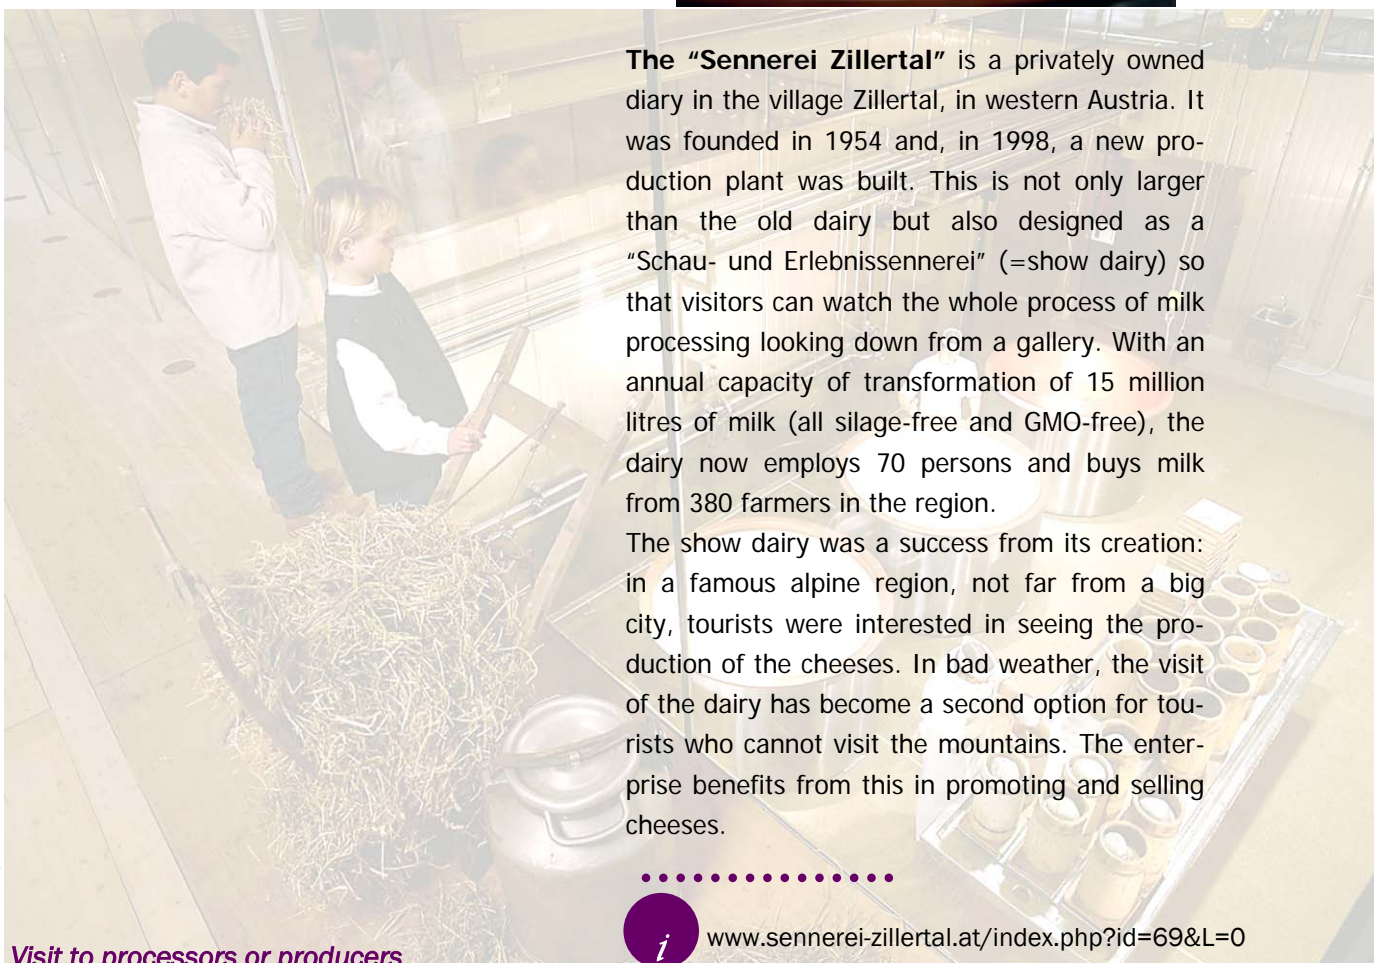 The “Sennerei Zillertal” is a privately owned
diary in the village Zillertal, in western Austria. It
was founded in 1954 and, in 1998, a new pro-
duction plant was built. This is not only larger
than the old dairy but also designed as a
“Schau- und Erlebnissennerei” (=show dairy) so
that visitors can watch the whole process of milk
processing looking down from a gallery. With an
annual capacity of transformation of 15 million
litres of milk (all silage-free and GMO-free), the
dairy now employs 70 persons and buys milk
from 380 farmers in the region.
The show dairy was a success from its creation:
in a famous alpine region, not far from a big
city, tourists were interested in seeing the pro-
duction of the cheeses. In bad weather, the visit
of the dairy has become a second option for tou-
rists who cannot visit the mountains. The enter-
prise benefits from this in promoting and selling
cheeses.
i www.sennerei-zillertal.at/index.php?id=69&L=0
Visit to processors or producers